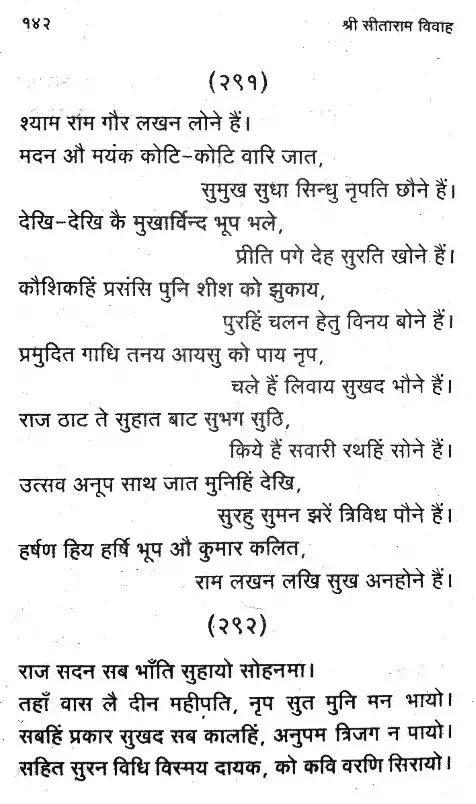 १४२ श्री सीताराम विवाह
(२९१)
श्याम राम गौर लखन लोने हैं।
मदन औ मयंक कोटि-कोटि वारि जात,
सुमुख सुधा सिन्धु नृपति छौने हैं।
देखि-देखि कै मुखार्विन्द भूप भले,
प्रीति पगे देह सुरति खोने हैं।
कौशिकहिं प्रसंसि पुनि शीश को झुकाय,
पुरहिं चलन हेतु विनय बोने हैं।
प्रमुदित गाधि तनय आयसु को पाय नृप,
चले हैं लिवाय सुखद भौने हैं।
राज ठाट ते सुहात बाट सुभग सुठि,
किये हैं सवारी रथहिं सोने हैं।
उत्सव अनूप साथ जात मुनिहिं देखि,
सुरहु सुमन झरें त्रिविध पौने हैं।
हर्षण हिय हर्षि भूप औ कुमार कलित,
राम लखन लखि सुख अनहोने हैं।
(२९२)
राज सदन सब भाँति सुहायो सोहनमा।
तहाँ वास लै दीन महीपति, नृप सुत मुनि मन भायो।
सबहिं प्रकार सुखद सब कालहिं, अनुपम त्रिजग न पायो।
सहित सुरन विधि विस्मय दायक, को कवि वरणि सिरायो।